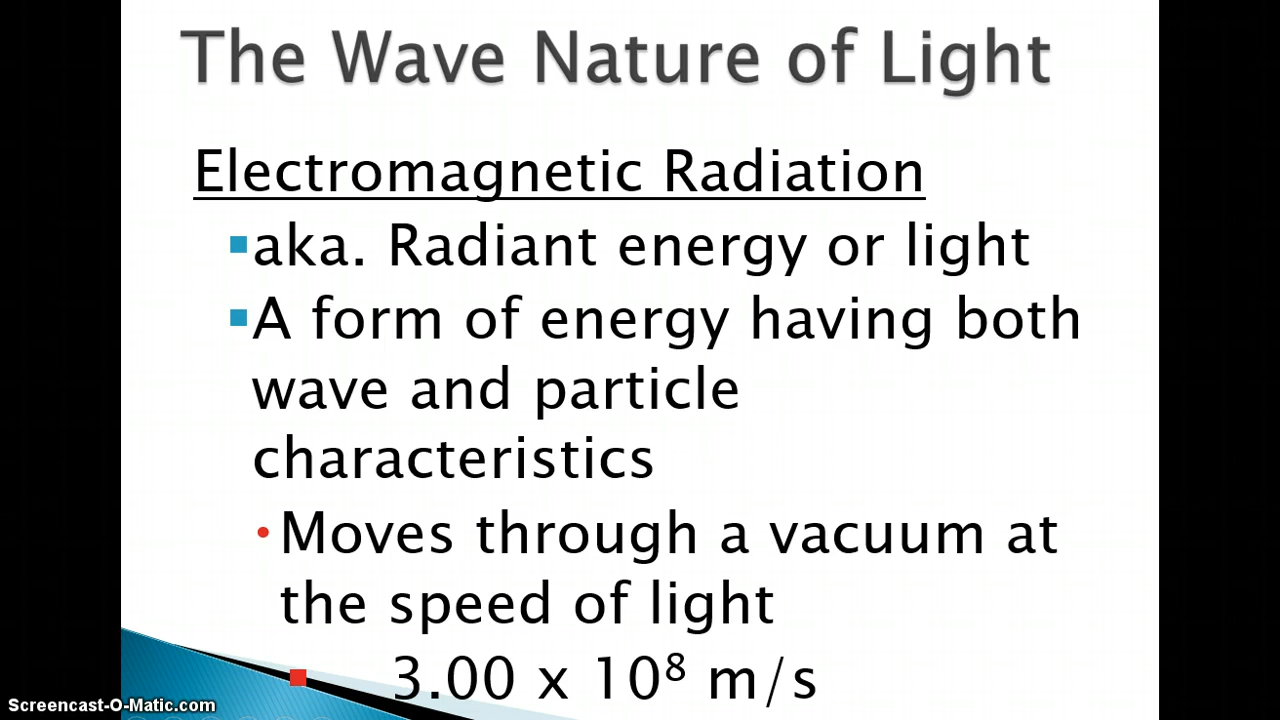 The Wave Nature of Light
Electromagnetic Radiation
aka. Radiant energy or light
A form of energy having both
wave and particle
characteristics
Moves through a vacuum at
the speed of light
3.00 x 10⁸ m/s
Screencast-O-Matic.com